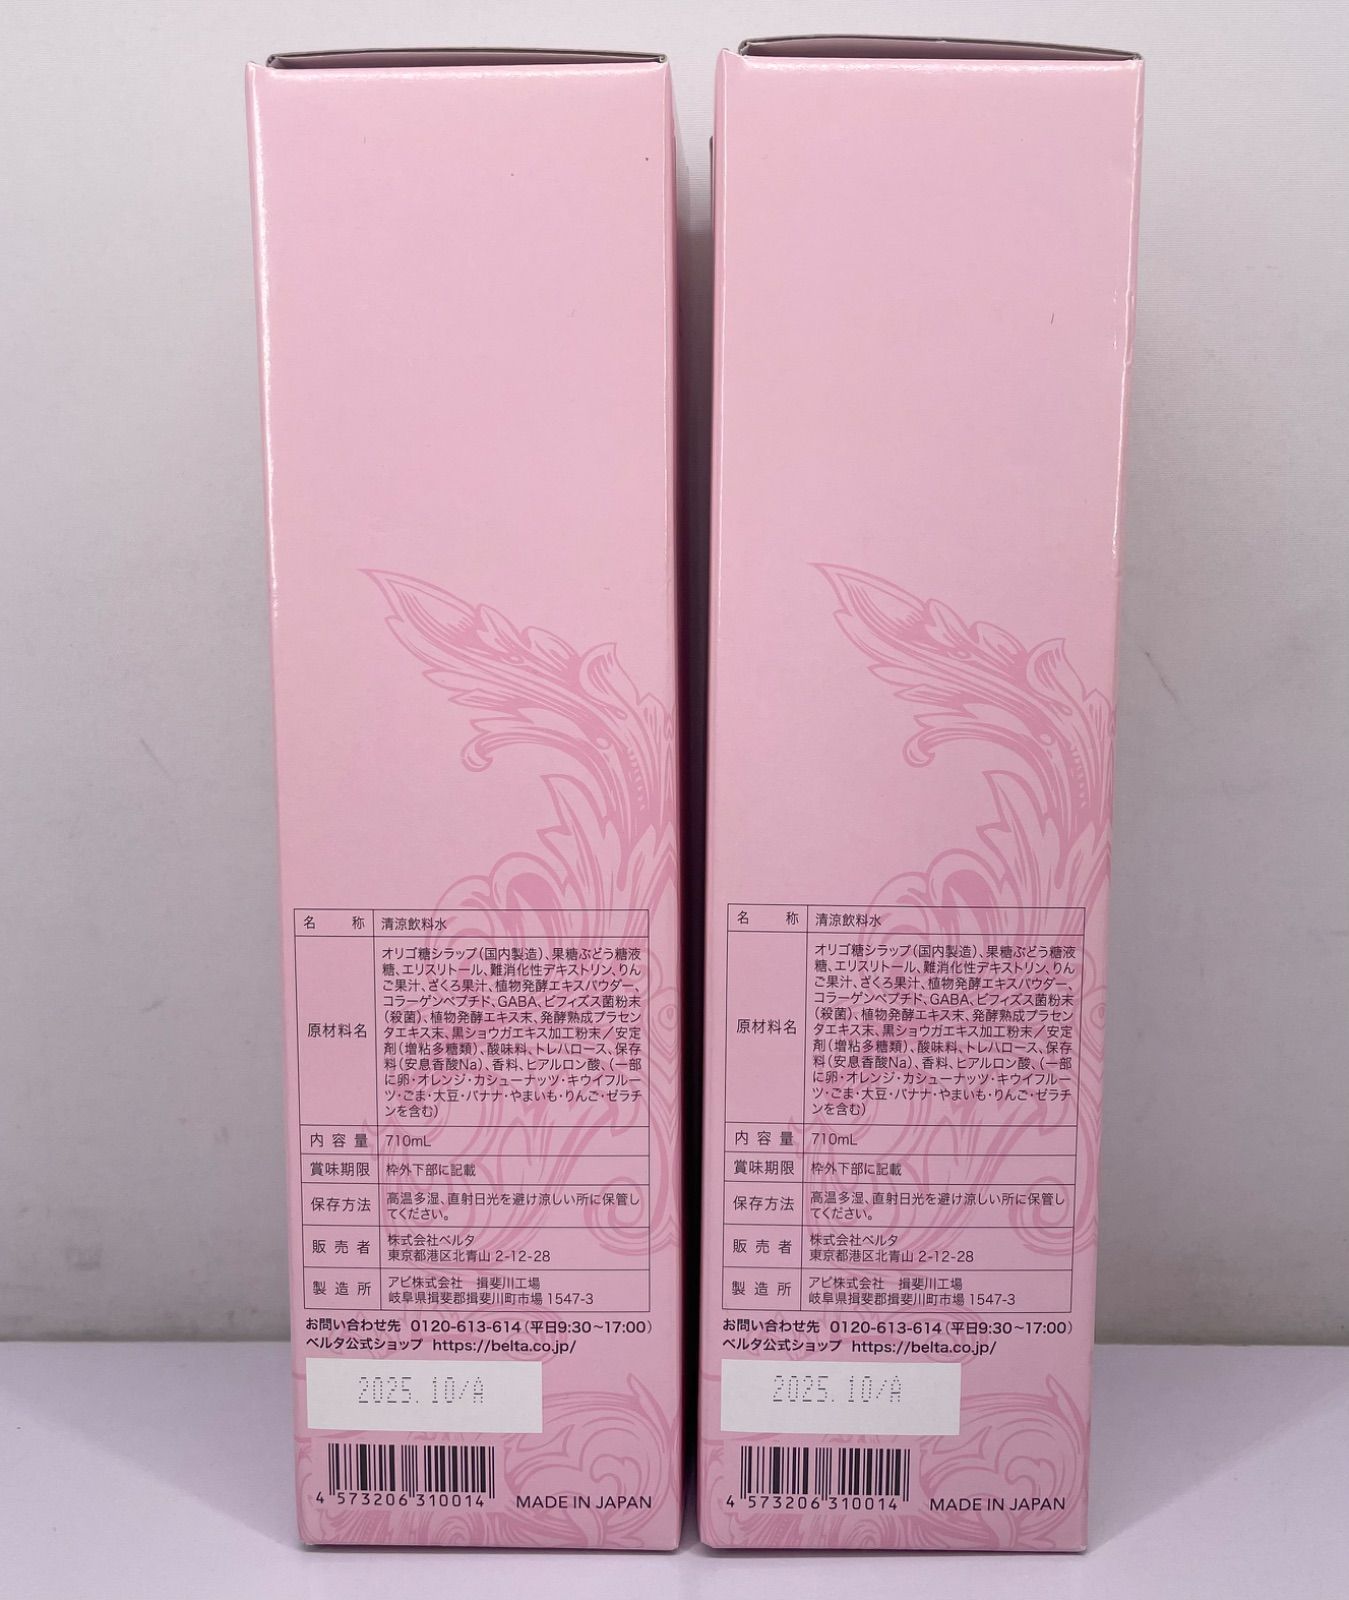 名 称 清涼飲料水
原材料名 オリゴ糖シラップ(国内製造)、果糖ぶどう糖液
糖、エリスリトール、難消化性デキストリン、りん
ご果汁、ざくろ果汁、植物発酵エキスパウダー、
コラーゲンペプチド、GABA、ビフィズス菌粉末
(殺菌)、植物発酵エキス末、発酵熟成プラセン
タエキス末、黒ショウガエキス加工粉末/安定
剤(増粘多糖類)、酸味料、トレハロース、保存
料(安息香酸Na)、香料、ヒアルロン酸、(一部
に卵・オレンジ・カシューナッツ・キウイフルー
ツ・ごま・大豆・バナナ・やまいも・りんご・ゼラチ
ンを含む)
内容量 710mL
賞味期限 枠外下部に記載
保存方法 高温多湿、直射日光を避け涼しい所に保管し
てください。
販売者 株式会社ベルタ
東京都港区北青山 2-12-28
製造所 アピ株式会社 揖斐川工場
岐阜県揖斐郡揖斐川町市場 1547-3
お問い合わせ先 0120-613-614(平日9:30~17:00)
ベルタ公式ショップ https://belta.co.jp/
2025.10/A
4 573206 310014
MADE IN JAPAN
名 称 清涼飲料水
原材料名 オリゴ糖シラップ(国内製造)、果糖ぶどう糖液
糖、エリスリトール、難消化性デキストリン、りん
ご果汁、ざくろ果汁、植物発酵エキスパウダー、
コラーゲンペプチド、GABA、ビフィズス菌粉末
(殺菌)、植物発酵エキス末、発酵熟成プラセン
タエキス末、黒ショウガエキス加工粉末/安定
剤(増粘多糖類)、酸味料、トレハロース、保存
料(安息香酸Na)、香料、ヒアルロン酸、(一部
に卵・オレンジ・カシューナッツ・キウイフルー
ツ・ごま・大豆・バナナ・やまいも・りんご・ゼラチ
ンを含む)
内容量 710mL
賞味期限 枠外下部に記載
保存方法 高温多湿、直射日光を避け涼しい所に保管し
てください。
販売者 株式会社ベルタ
東京都港区北青山 2-12-28
製造所 アピ株式会社 揖斐川工場
岐阜県揖斐郡揖斐川町市場 1547-3
お問い合わせ先 0120-613-614(平日9:30~17:00)
ベルタ公式ショップ https://belta.co.jp/
2025.10/A
4 573206 310014
MADE IN JAPAN